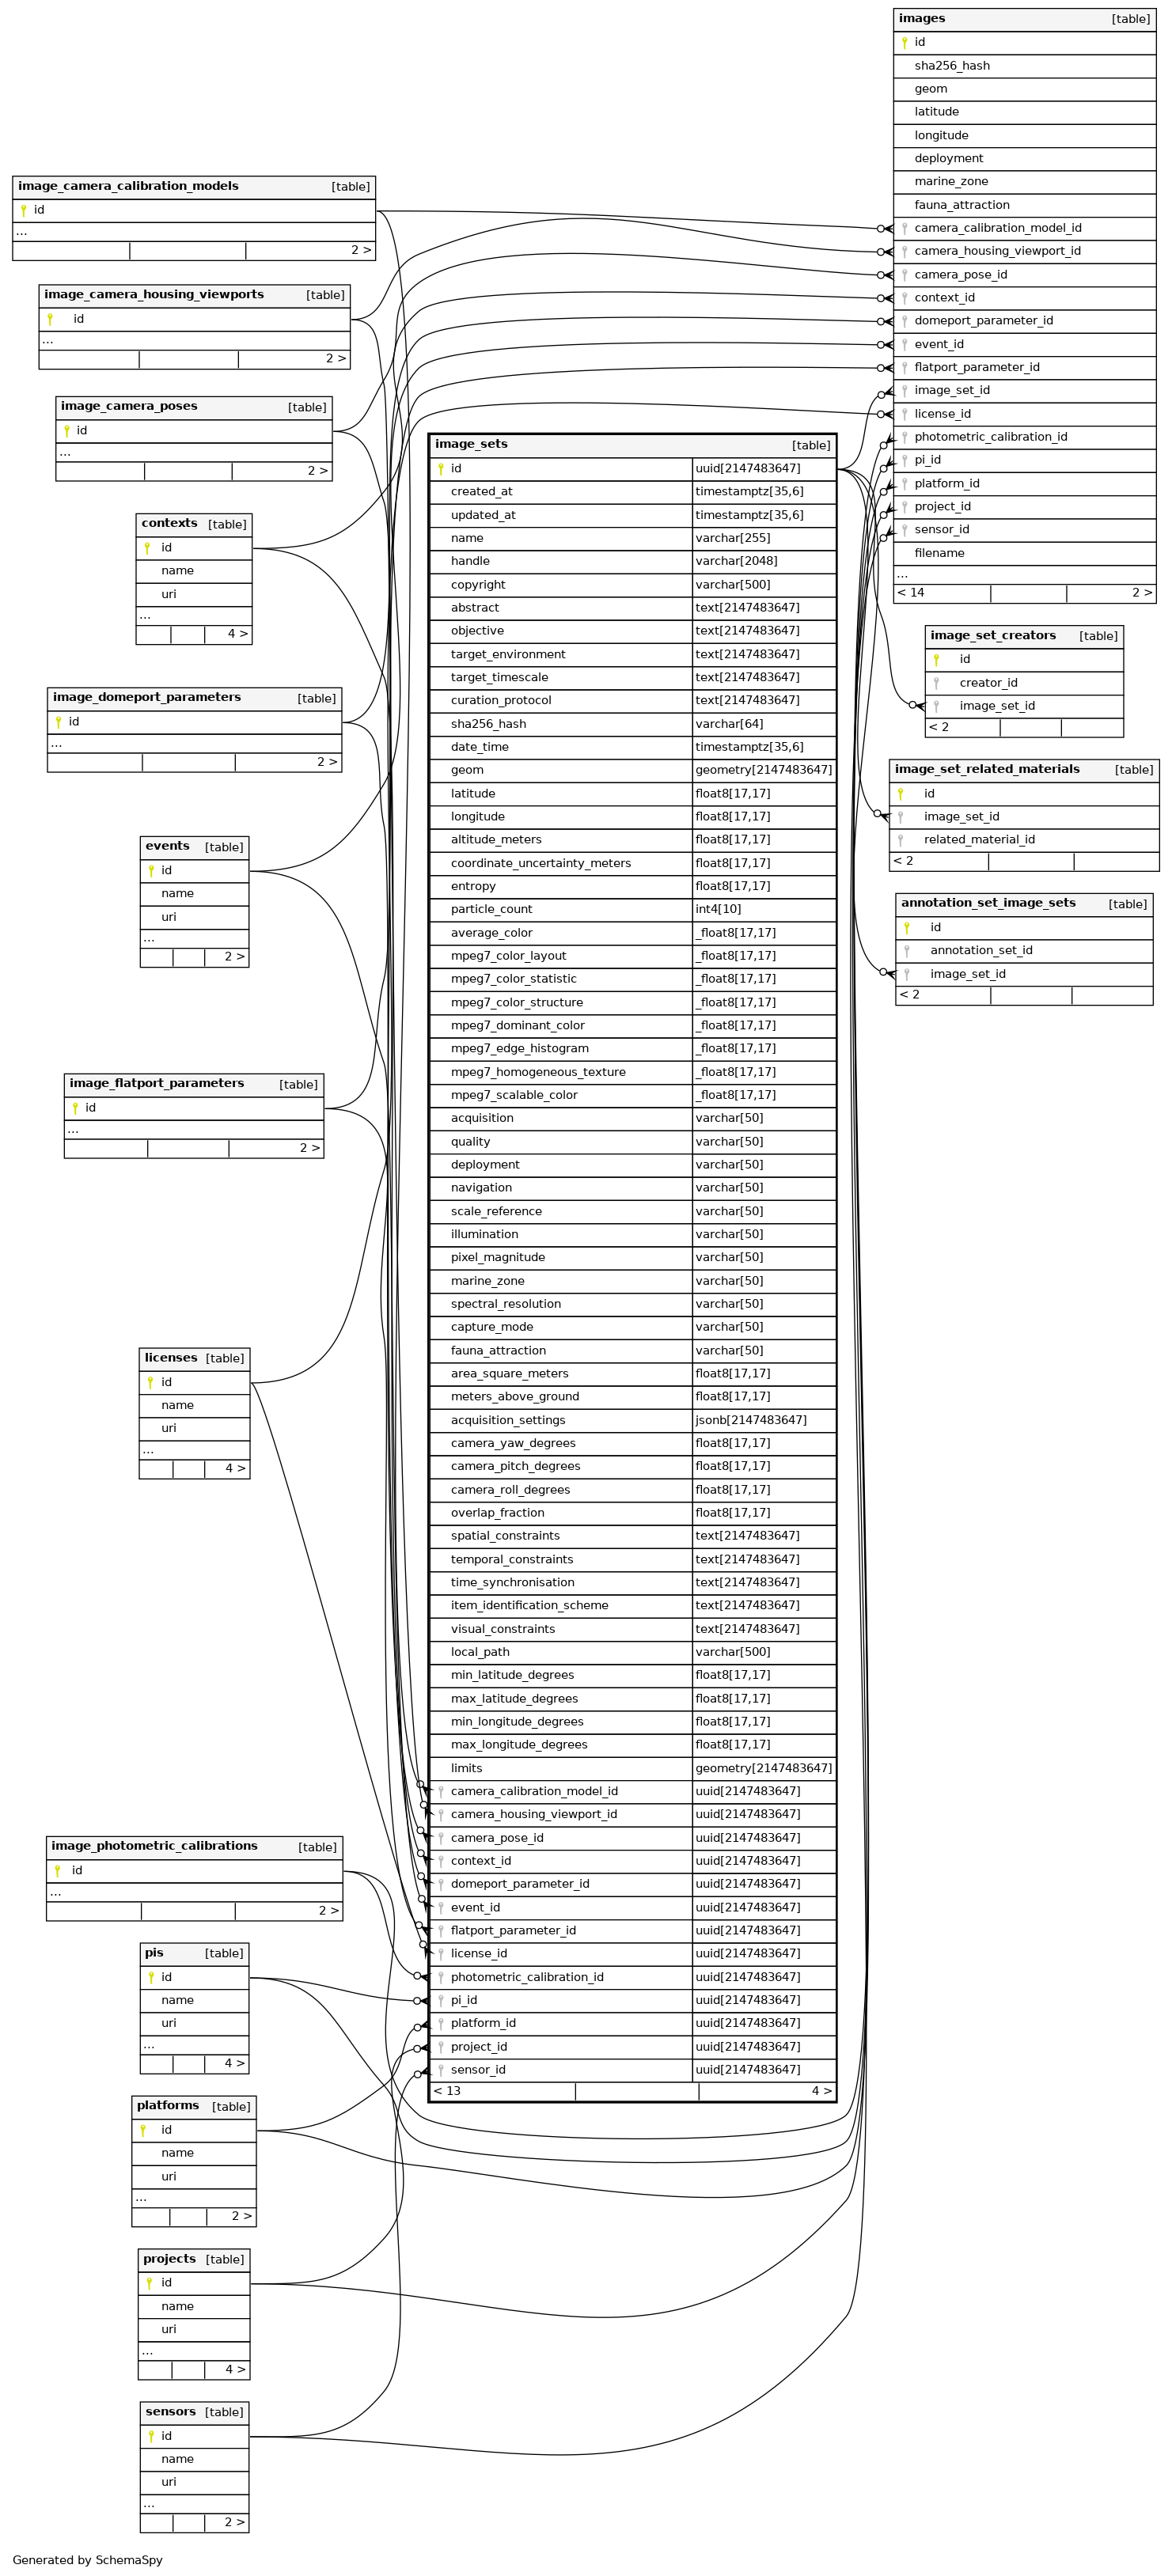 images [table]
id
sha256_hash
geom
latitude
longitude
deployment
marine_zone
fauna_attraction
camera_calibration_model_id
camera_housing_viewport_id
camera_pose_id
context_id
domeport_parameter_id
event_id
flatport_parameter_id
image_set_id
license_id
photometric_calibration_id
pi_id
platform_id
project_id
sensor_id
filename
...
< 14 2 >
image_camera_calibration_models [table]
id
...
2 >
image_camera_housing_viewports [table]
id
...
2 >
image_camera_poses [table]
id
...
2 >
contexts [table]
id
name
uri
...
4 >
image_domeport_parameters [table]
id
...
2 >
events [table]
id
name
uri
...
2 >
image_flatport_parameters [table]
id
...
2 >
licenses [table]
id
name
uri
...
4 >
image_photometric_calibrations [table]
id
...
2 >
pis [table]
id
name
uri
...
4 >
platforms [table]
id
name
uri
...
2 >
projects [table]
id
name
uri
...
4 >
sensors [table]
id
name
uri
...
2 >
image_sets [table]
id uuid[2147483647]
created_at timestamptz[35,6]
updated_at timestamptz[35,6]
name varchar[255]
handle varchar[2048]
copyright varchar[500]
abstract text[2147483647]
objective text[2147483647]
target_environment text[2147483647]
target_timescale text[2147483647]
curation_protocol text[2147483647]
sha256_hash varchar[64]
date_time timestamptz[35,6]
geom geometry[2147483647]
latitude float8[17,17]
longitude float8[17,17]
altitude_meters float8[17,17]
coordinate_uncertainty_meters float8[17,17]
entropy float8[17,17]
particle_count int4[10]
average_color _float8[17,17]
mpeg7_color_layout _float8[17,17]
mpeg7_color_statistic _float8[17,17]
mpeg7_color_structure _float8[17,17]
mpeg7_dominant_color _float8[17,17]
mpeg7_edge_histogram _float8[17,17]
mpeg7_homogeneous_texture _float8[17,17]
mpeg7_scalable_color _float8[17,17]
acquisition varchar[50]
quality varchar[50]
deployment varchar[50]
navigation varchar[50]
scale_reference varchar[50]
illumination varchar[50]
pixel_magnitude varchar[50]
marine_zone varchar[50]
spectral_resolution varchar[50]
capture_mode varchar[50]
fauna_attraction varchar[50]
area_square_meters float8[17,17]
meters_above_ground float8[17,17]
acquisition_settings jsonb[2147483647]
camera_yaw_degrees float8[17,17]
camera_pitch_degrees float8[17,17]
camera_roll_degrees float8[17,17]
overlap_fraction float8[17,17]
spatial_constraints text[2147483647]
temporal_constraints text[2147483647]
time_synchronisation text[2147483647]
item_identification_scheme text[2147483647]
visual_constraints text[2147483647]
local_path varchar[500]
min_latitude_degrees float8[17,17]
max_latitude_degrees float8[17,17]
min_longitude_degrees float8[17,17]
max_longitude_degrees float8[17,17]
limits geometry[2147483647]
camera_calibration_model_id uuid[2147483647]
camera_housing_viewport_id uuid[2147483647]
camera_pose_id uuid[2147483647]
context_id uuid[2147483647]
domeport_parameter_id uuid[2147483647]
event_id uuid[2147483647]
flatport_parameter_id uuid[2147483647]
license_id uuid[2147483647]
photometric_calibration_id uuid[2147483647]
pi_id uuid[2147483647]
platform_id uuid[2147483647]
project_id uuid[2147483647]
sensor_id uuid[2147483647]
< 13 4 >
image_set_creators [table]
id
creator_id
image_set_id
< 2
image_set_related_materials [table]
id
image_set_id
related_material_id
< 2
annotation_set_image_sets [table]
id
annotation_set_id
image_set_id
< 2
Generated by SchemaSpy